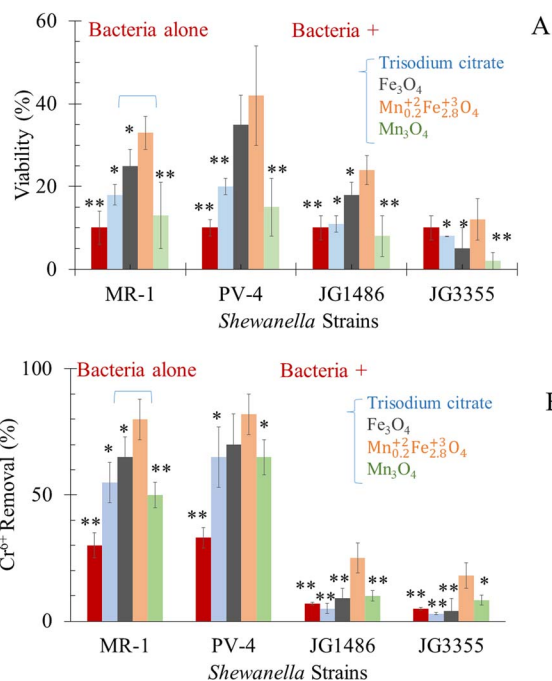 A
Bacteria alone
Bacteria +
Trisodium citrate
Fe₃O₄
Mn⁺²₀.₂Fe⁺³₂.₈O₄
Mn₃O₄
Viability (%)
60
40
20
0
** * * **
** ** **
** * * **
* * **
MR-1 PV-4 JG1486 JG3355
Shewanella Strains
Bacteria alone
Bacteria +
Trisodium citrate
Fe₃O₄
Mn⁺²₀.₂Fe⁺³₂.₈O₄
Mn₃O₄
Cr⁶⁺ Removal (%)
100
50
0
** * * **
** * *
** ** ** **
** ** ** *
MR-1 PV-4 JG1486 JG3355
Shewanella Strains